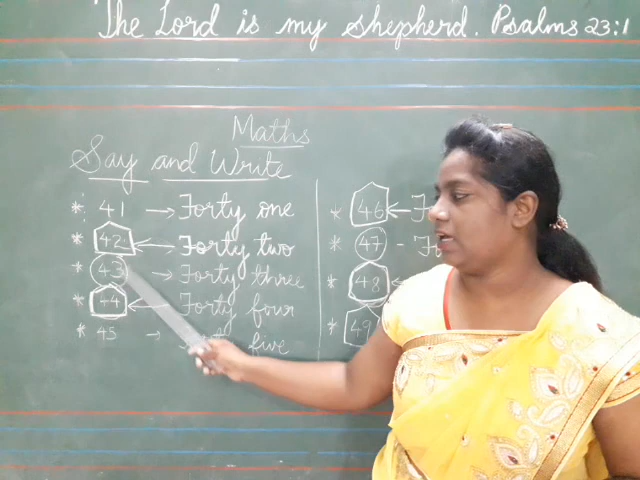 The Lord is my shepherd. Psalms 23:1
Maths
Say and Write
* 41 → Forty one
* 42 ← Forty two
* 43 → Forty three
* 44 ← Forty four
* 45 → five
* 46 ←
* 47 -
* 48 ←
* 49